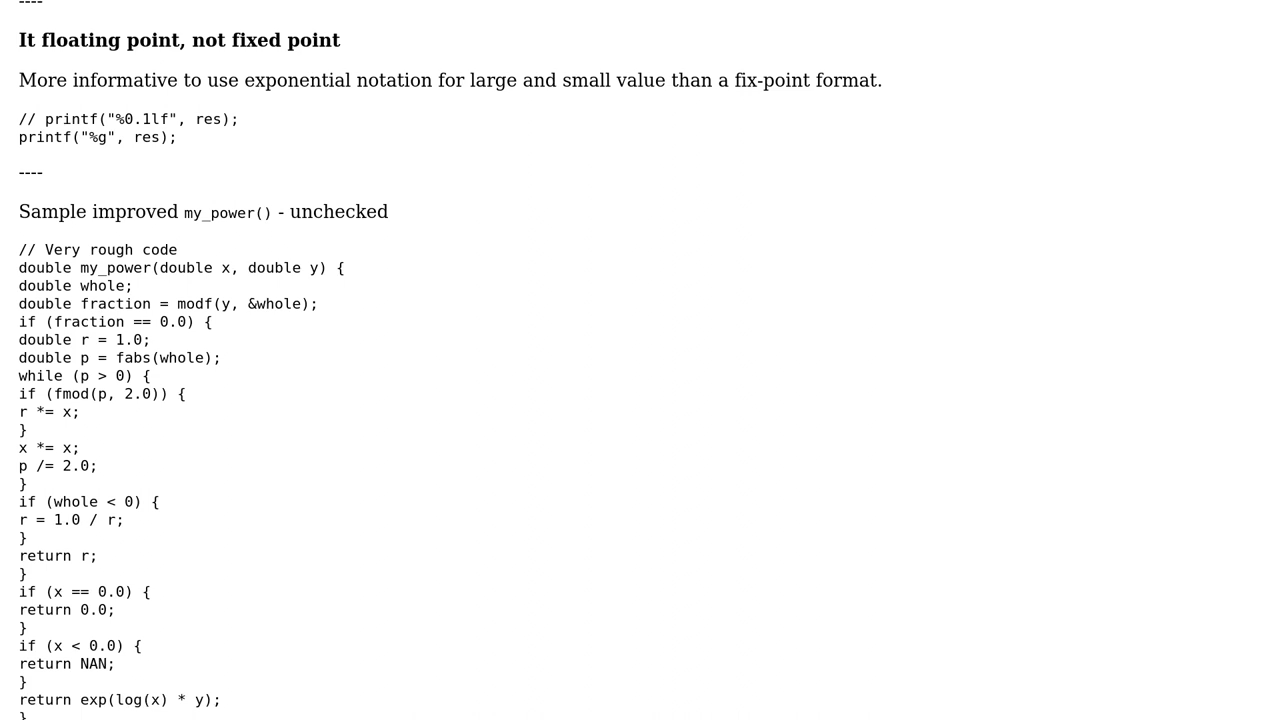 ----
It floating point, not fixed point
More informative to use exponential notation for large and small value than a fix-point format.
// printf("%0.1lf", res);
printf("%g", res);
----
Sample improved my_power() - unchecked
// Very rough code
double my_power(double x, double y) {
double whole;
double fraction = modf(y, &whole);
if (fraction == 0.0) {
double r = 1.0;
double p = fabs(whole);
while (p > 0) {
if (fmod(p, 2.0)) {
r *= x;
}
x *= x;
p /= 2.0;
}
if (whole < 0) {
r = 1.0 / r;
}
return r;
}
if (x == 0.0) {
return 0.0;
}
if (x < 0.0) {
return NAN;
}
return exp(log(x) * y);
}